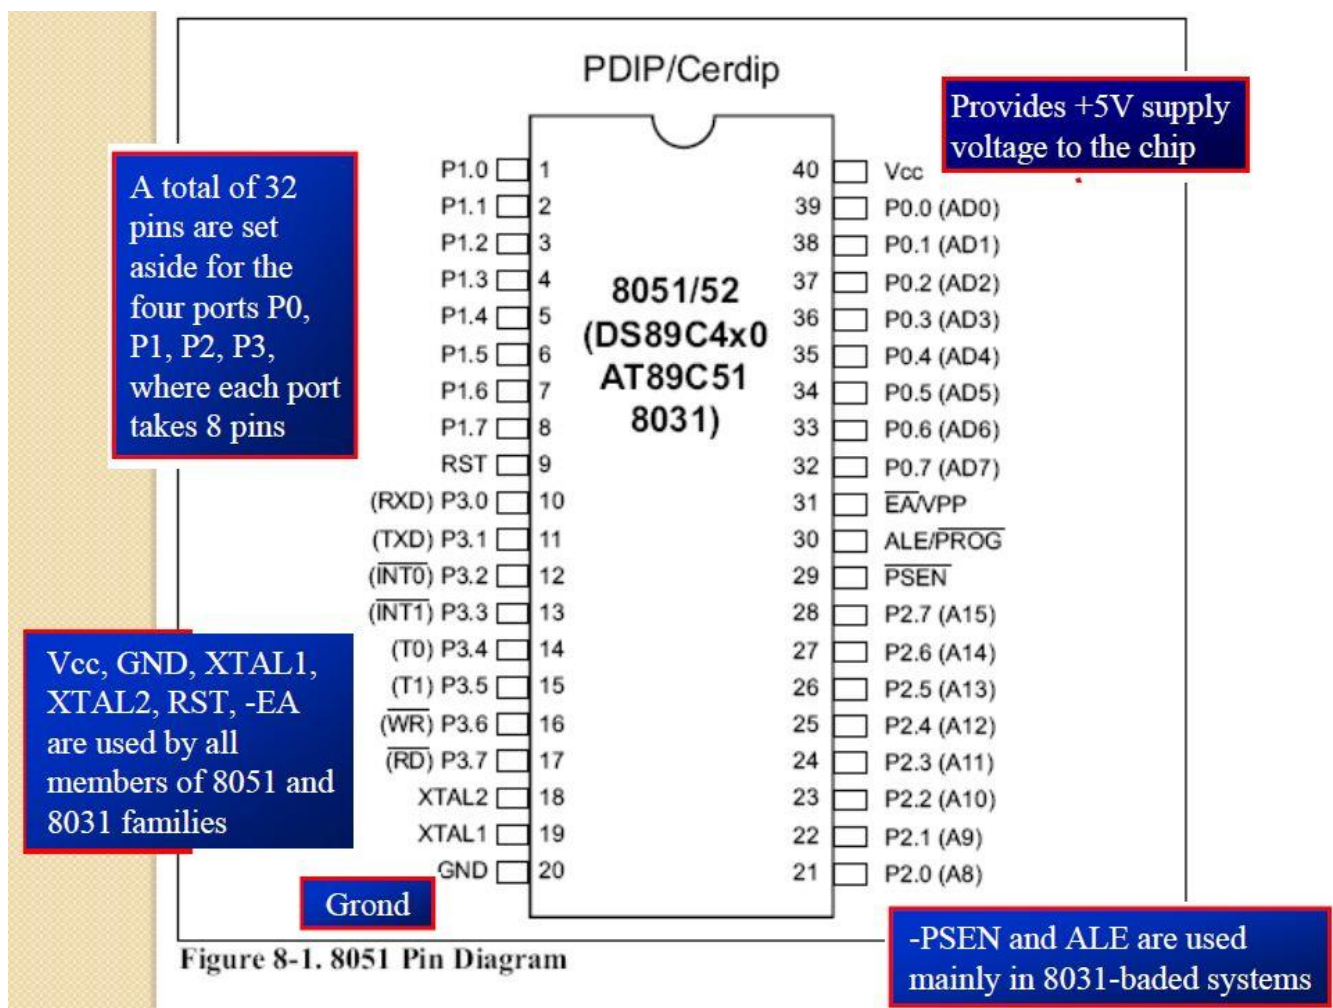 PDIP/Cerdip
Provides +5V supply
voltage to the chip
A total of 32
pins are set
aside for the
four ports P0,
P1, P2, P3,
where each port
takes 8 pins
8051/52
(DS89C4x0
AT89C51
8031)
P1.0 1
P1.1 2
P1.2 3
P1.3 4
P1.4 5
P1.5 6
P1.6 7
P1.7 8
RST 9
(RXD) P3.0 10
(TXD) P3.1 11
(INT0) P3.2 12
(INT1) P3.3 13
(T0) P3.4 14
(T1) P3.5 15
(WR) P3.6 16
(RD) P3.7 17
XTAL2 18
XTAL1 19
GND 20
40 Vcc
39 P0.0 (AD0)
38 P0.1 (AD1)
37 P0.2 (AD2)
36 P0.3 (AD3)
35 P0.4 (AD4)
34 P0.5 (AD5)
33 P0.6 (AD6)
32 P0.7 (AD7)
31 EA/VPP
30 ALE/PROG
29 PSEN
28 P2.7 (A15)
27 P2.6 (A14)
26 P2.5 (A13)
25 P2.4 (A12)
24 P2.3 (A11)
23 P2.2 (A10)
22 P2.1 (A9)
21 P2.0 (A8)
Vcc, GND, XTAL1,
XTAL2, RST, -EA
are used by all
members of 8051 and
8031 families
Grond
-PSEN and ALE are used
mainly in 8031-baded systems
Figure 8-1. 8051 Pin Diagram